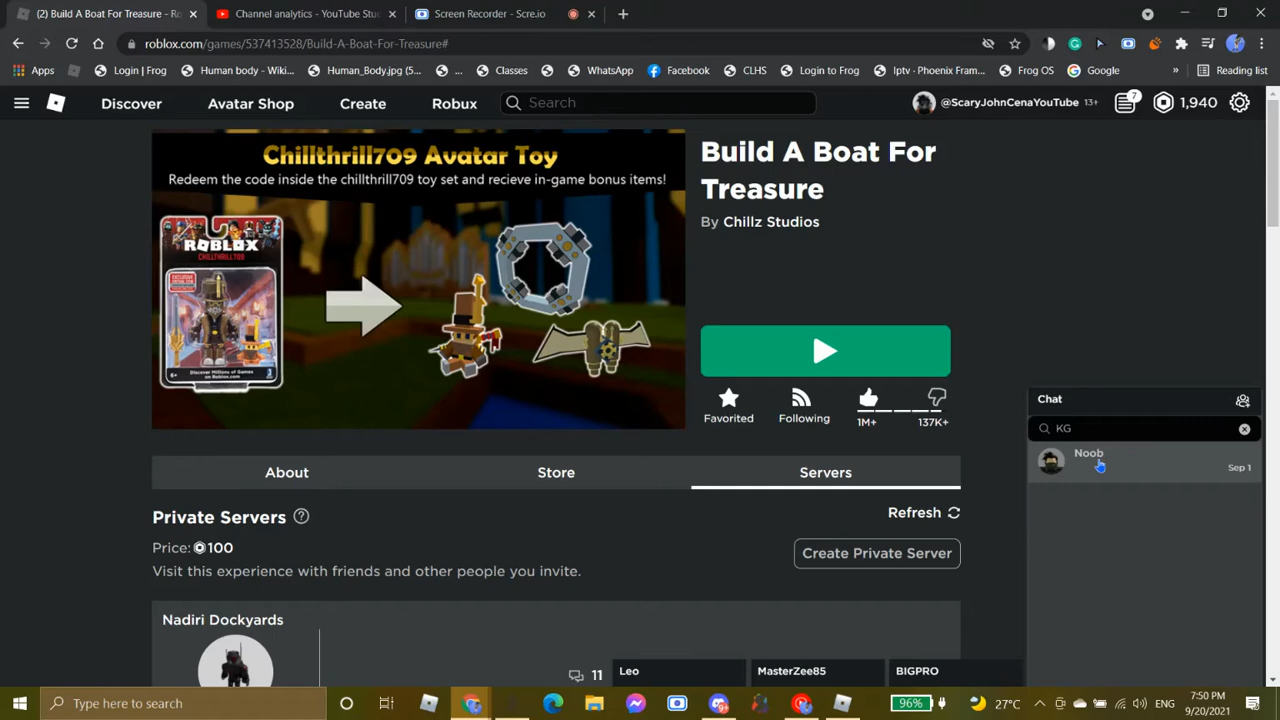 (2) Build A Boat For Treasure - Ro
Channel analytics - YouTube Stu
Screen Recorder - Scre.io
roblox.com/games/537413528/Build-A-Boat-For-Treasure#
Apps
Login | Frog
Human body - Wiki...
Human_Body.jpg (5...
...
Classes
WhatsApp
Facebook
CLHS
Login to Frog
Iptv · Phoenix Fram...
Frog OS
Google
»
Reading list
Discover
Avatar Shop
Create
Robux
Search
@ScaryJohnCenaYouTube 13+
7
1,940
Chillthrill709 Avatar Toy
Redeem the code inside the chillthrill709 toy set and recieve in-game bonus items!
ROBLOX
CHILLTHRILL709
Build A Boat For
Treasure
By Chillz Studios
Favorited
Following
1M+
137K+
Chat
KG
Noob
Sep 1
About
Store
Servers
Private Servers
Refresh
Price: 100
Create Private Server
Visit this experience with friends and other people you invite.
Nadiri Dockyards
11
Leo
MasterZee85
BIGPRO
Type here to search
96%
27°C
ENG
7:50 PM
9/20/2021